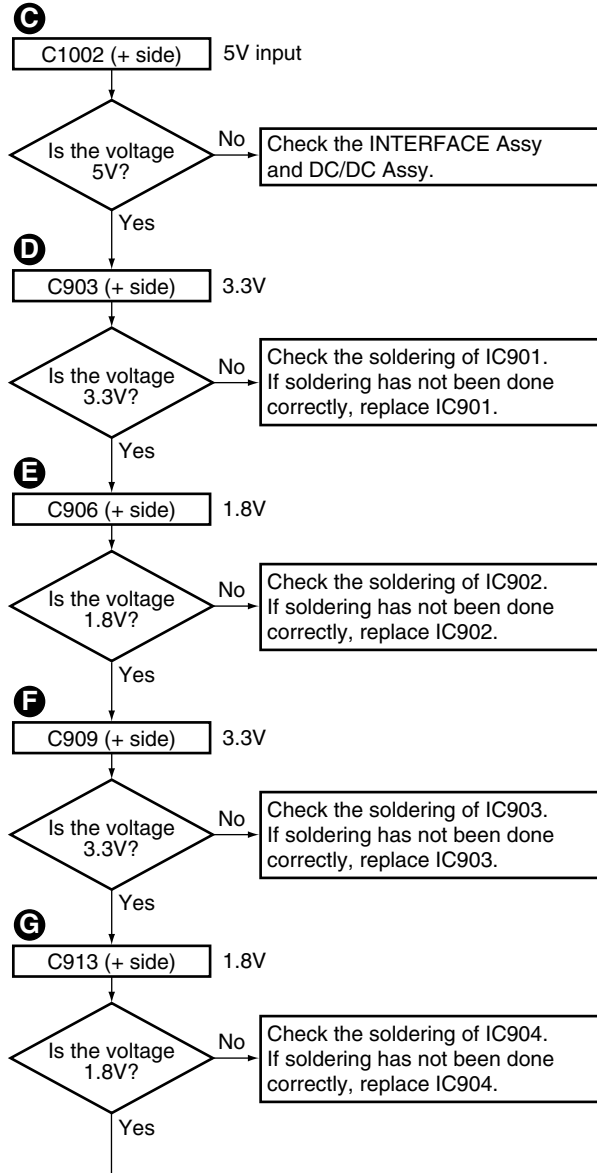 C
C1002 (+ side) 5V input
Is the voltage
5V?
No
Check the INTERFACE Assy
and DC/DC Assy.
Yes
D
C903 (+ side) 3.3V
Is the voltage
3.3V?
No
Check the soldering of IC901.
If soldering has not been done
correctly, replace IC901.
Yes
E
C906 (+ side) 1.8V
Is the voltage
1.8V?
No
Check the soldering of IC902.
If soldering has not been done
correctly, replace IC902.
Yes
F
C909 (+ side) 3.3V
Is the voltage
3.3V?
No
Check the soldering of IC903.
If soldering has not been done
correctly, replace IC903.
Yes
G
C913 (+ side) 1.8V
Is the voltage
1.8V?
No
Check the soldering of IC904.
If soldering has not been done
correctly, replace IC904.
Yes